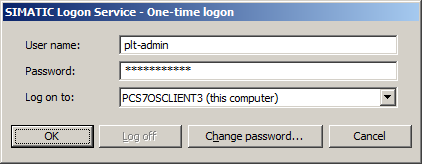 SIMATIC Logon Service - One-time logon
User name: plt-admin
Password: ***********
Log on to: PCS7OSCLIENT3 (this computer)
OK Log off Change password... Cancel